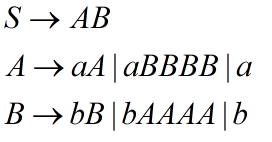 S → AB
A → aA | aBBBB | a
B → bB | bAAAA | b